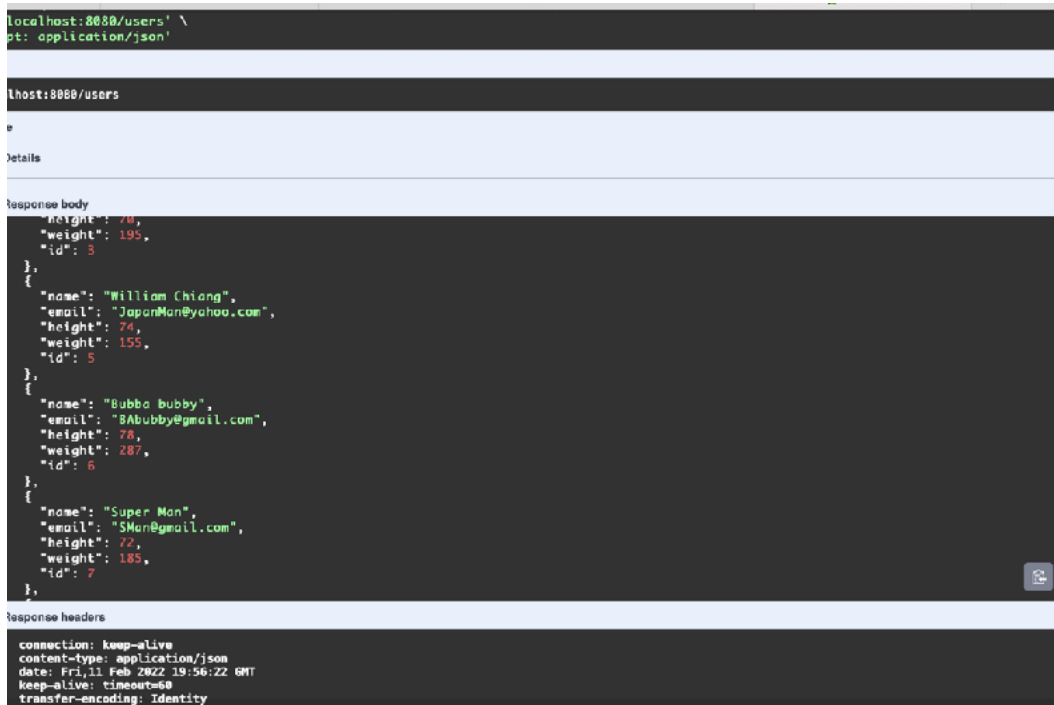 localhost:8080/users' \
pt: application/json'
lhost:8080/users
e
Details
Response body
"height": 70,
"weight": 195,
"id": 3
},
{
"name": "William Chiang",
"email": "JapanMan@yahoo.com",
"height": 74,
"weight": 155,
"id": 5
},
{
"name": "Bubba bubby",
"email": "BAbubby@gmail.com",
"height": 78,
"weight": 287,
"id": 6
},
{
"name": "Super Man",
"email": "SMan@gmail.com",
"height": 72,
"weight": 185,
"id": 7
},
Response headers
connection: keep-alive
content-type: application/json
date: Fri,11 Feb 2022 19:56:22 GMT
keep-alive: timeout=60
transfer-encoding: Identity